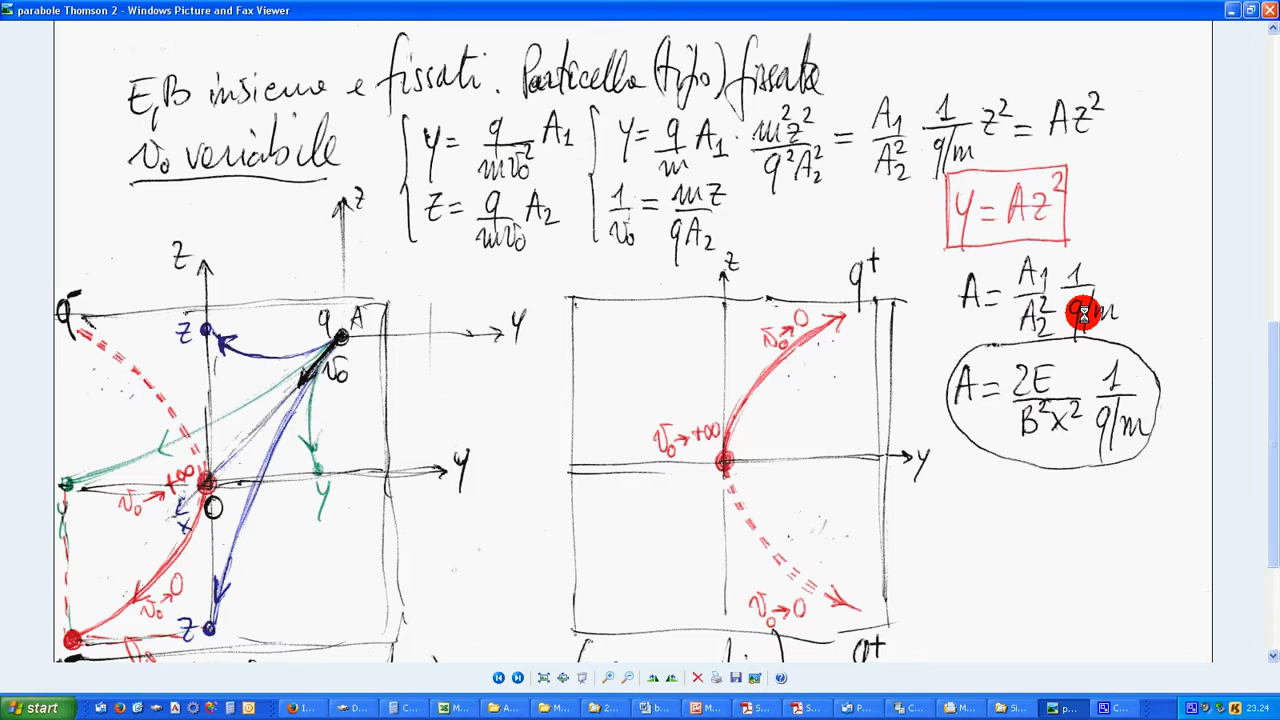 parabole Thomson 2 - Windows Picture and Fax Viewer
E, B insieme e fissati. Particella (tipo) fissata
v₀ variabile
{ y = q/(mv₀²) A₁
z = q/(mv₀) A₂
{ y = q/m A₁ · m²z²/(q²A₂²) = A₁/A₂² 1/(q/m) z² = Az²
1/v₀ = mz/(qA₂)
y = Az²
A = A₁/A₂² 1/(q/m)
A = 2E/(B²x²) 1/(q/m)
z
z
q⁻
z
q A
y
v₀
v₀→+∞
O
x
y
y
y
v₀→0
z
z
q⁺
v₀→0
v₀→+∞
y
v₀→0
q⁺
start
23.24